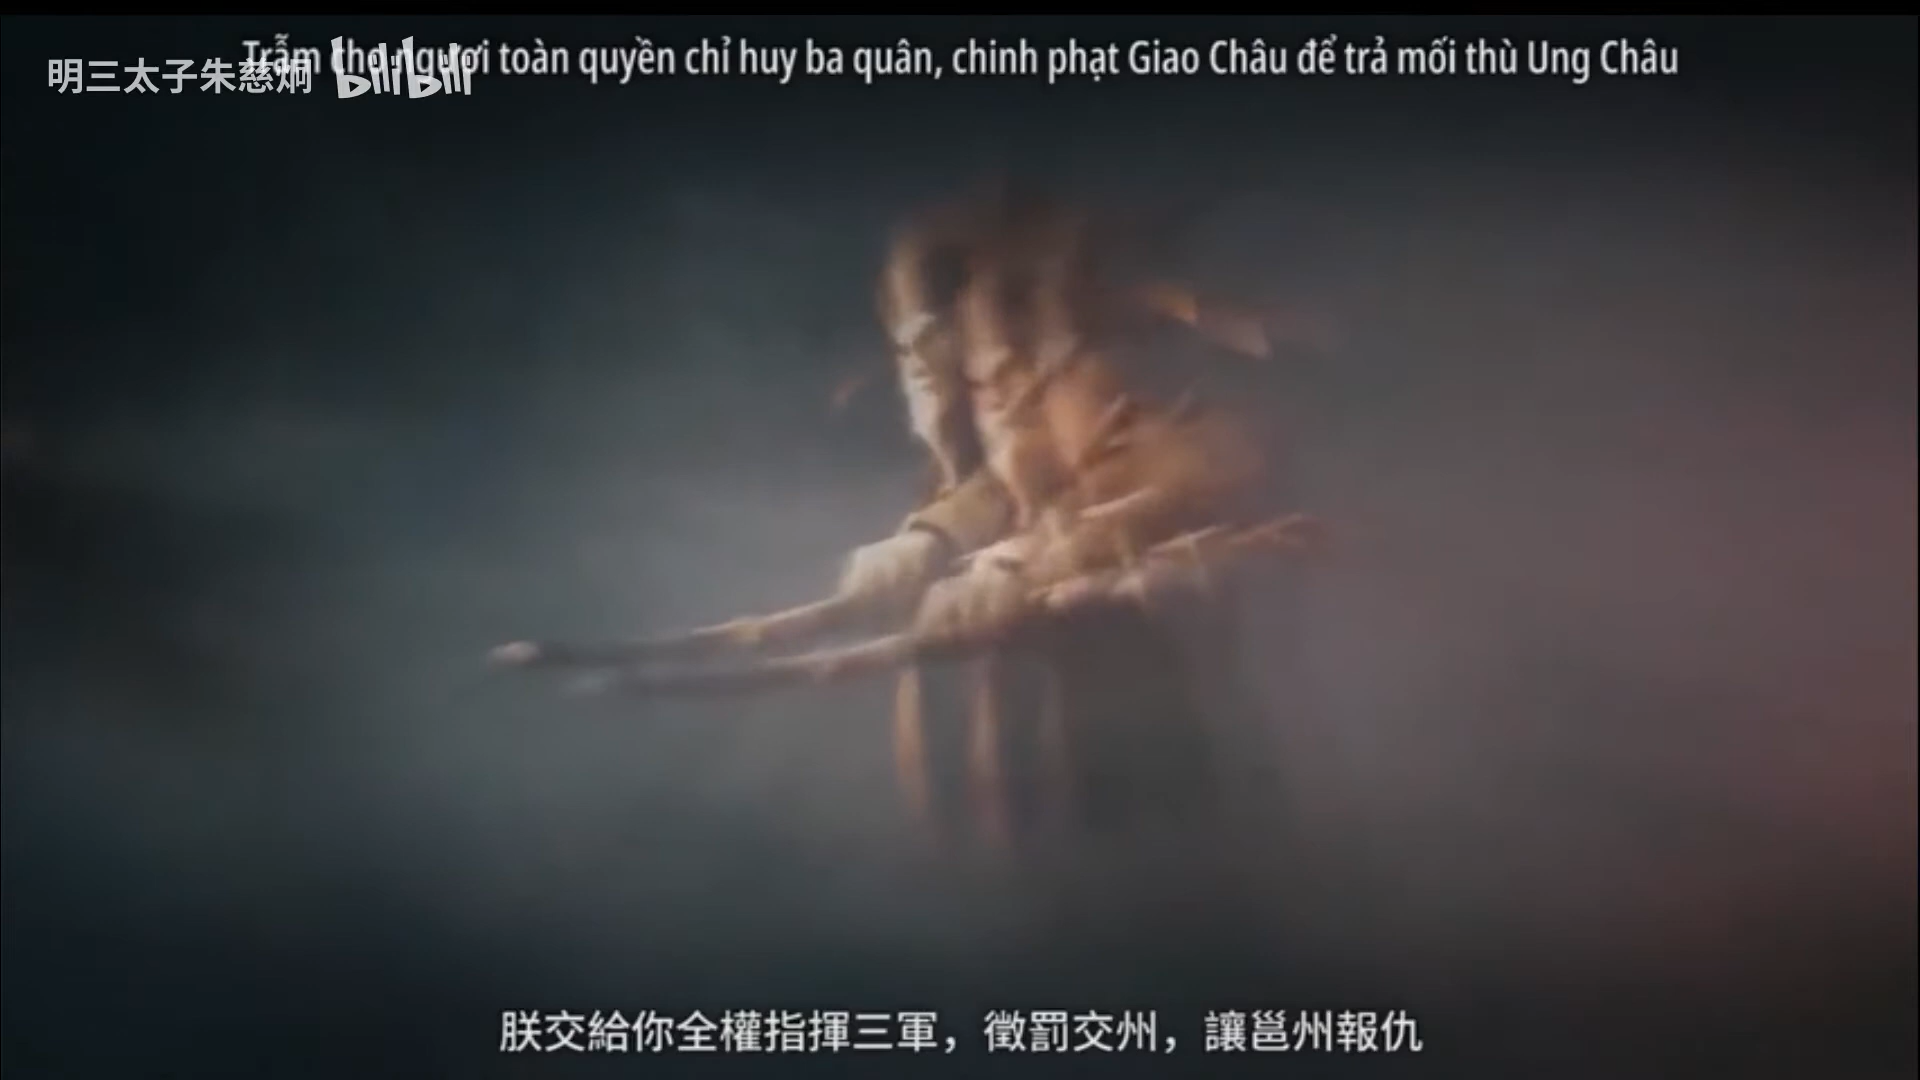 Trẫm cho ngươi toàn quyền chỉ huy ba quân, chinh phạt Giao Châu để trả mối thù Ung Châu
明三太子朱慈炯 bilibili
朕交給你全權指揮三軍，徵罰交州，讓邕州報仇